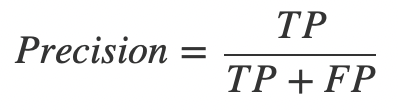 Precision = TP / (TP + FP)